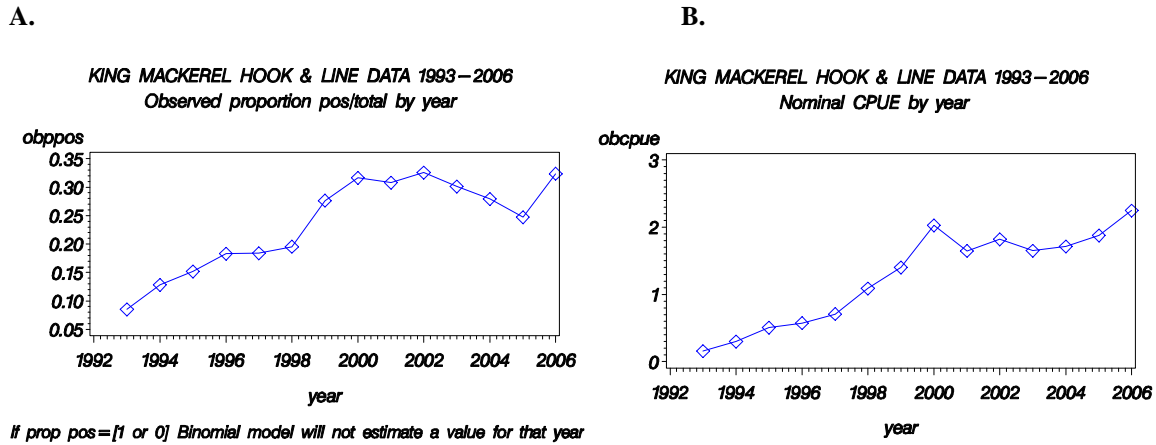 A.
KING MACKEREL HOOK & LINE DATA 1993–2006
Observed proportion pos/total by year
obppos
0.35
0.30
0.25
0.20
0.15
0.10
0.05
1992 1994 1996 1998 2000 2002 2004 2006
year
If prop pos=[1 or 0] Binomial model will not estimate a value for that year
B.
KING MACKEREL HOOK & LINE DATA 1993–2006
Nominal CPUE by year
obcpue
3
2
1
0
1992 1994 1996 1998 2000 2002 2004 2006
year